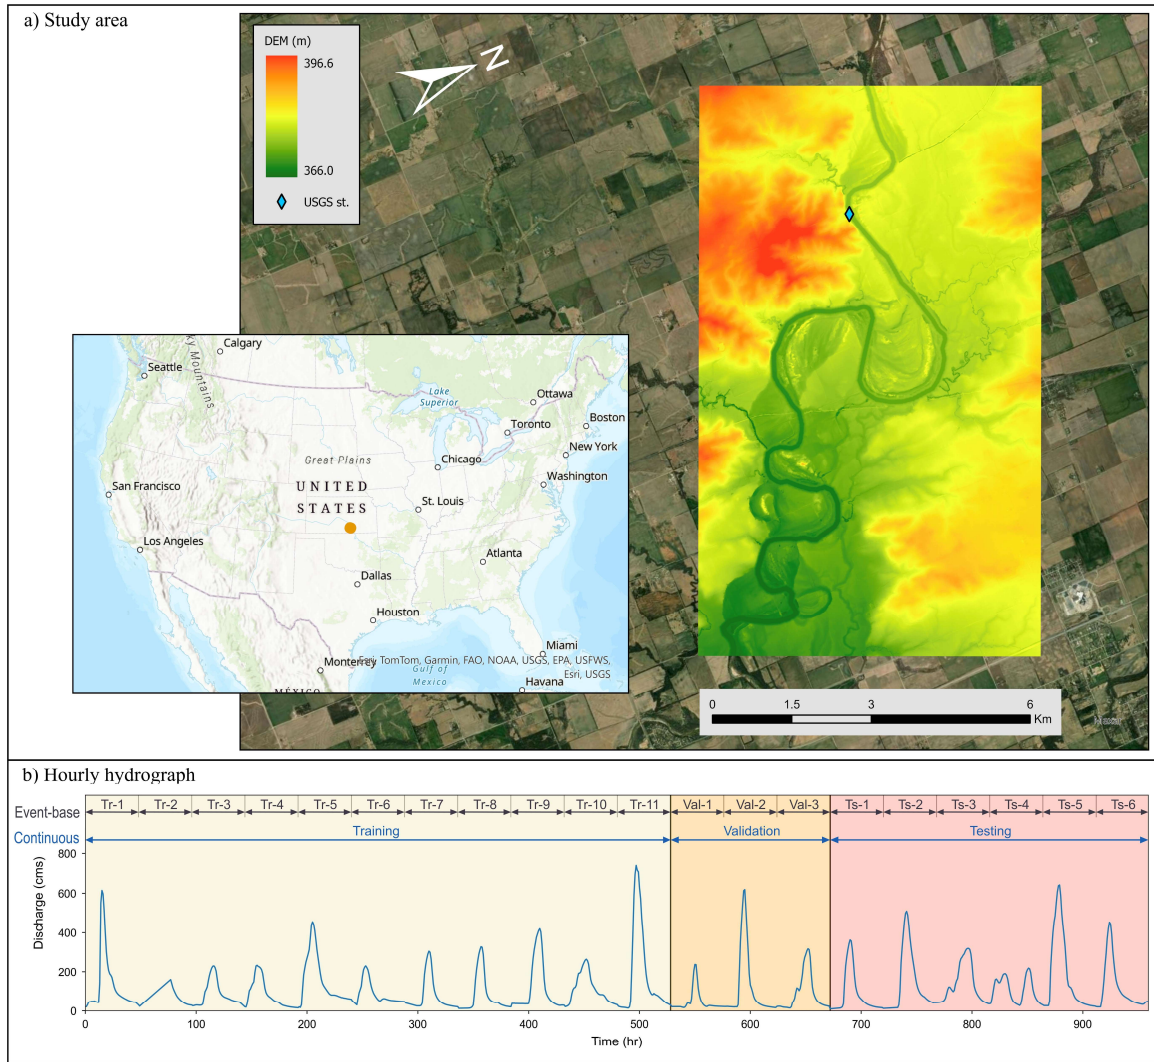 a) Study area
DEM (m)
396.6
366.0
USGS st.
N
Calgary
Seattle
ky Mountains
Lake
Superior
Ottawa
Toronto
Boston
New York
Chicago
Great Plains
Washington
UNITED
STATES
San Francisco
St. Louis
Los Angeles
Atlanta
Dallas
Houston
Miami
Monterrey
Esri, TomTom, Garmin, FAO, NOAA, USGS, EPA, USFWS,
Esri, USGS
Gulf of
Mexico
Havana
MÉXICO
0 1.5 3 6
Km
b) Hourly hydrograph
Event-base Tr-1 Tr-2 Tr-3 Tr-4 Tr-5 Tr-6 Tr-7 Tr-8 Tr-9 Tr-10 Tr-11 Val-1 Val-2 Val-3 Ts-1 Ts-2 Ts-3 Ts-4 Ts-5 Ts-6
Continuous Training Validation Testing
Discharge (cms)
800
600
400
200
0
0 100 200 300 400 500 600 700 800 900
Time (hr)